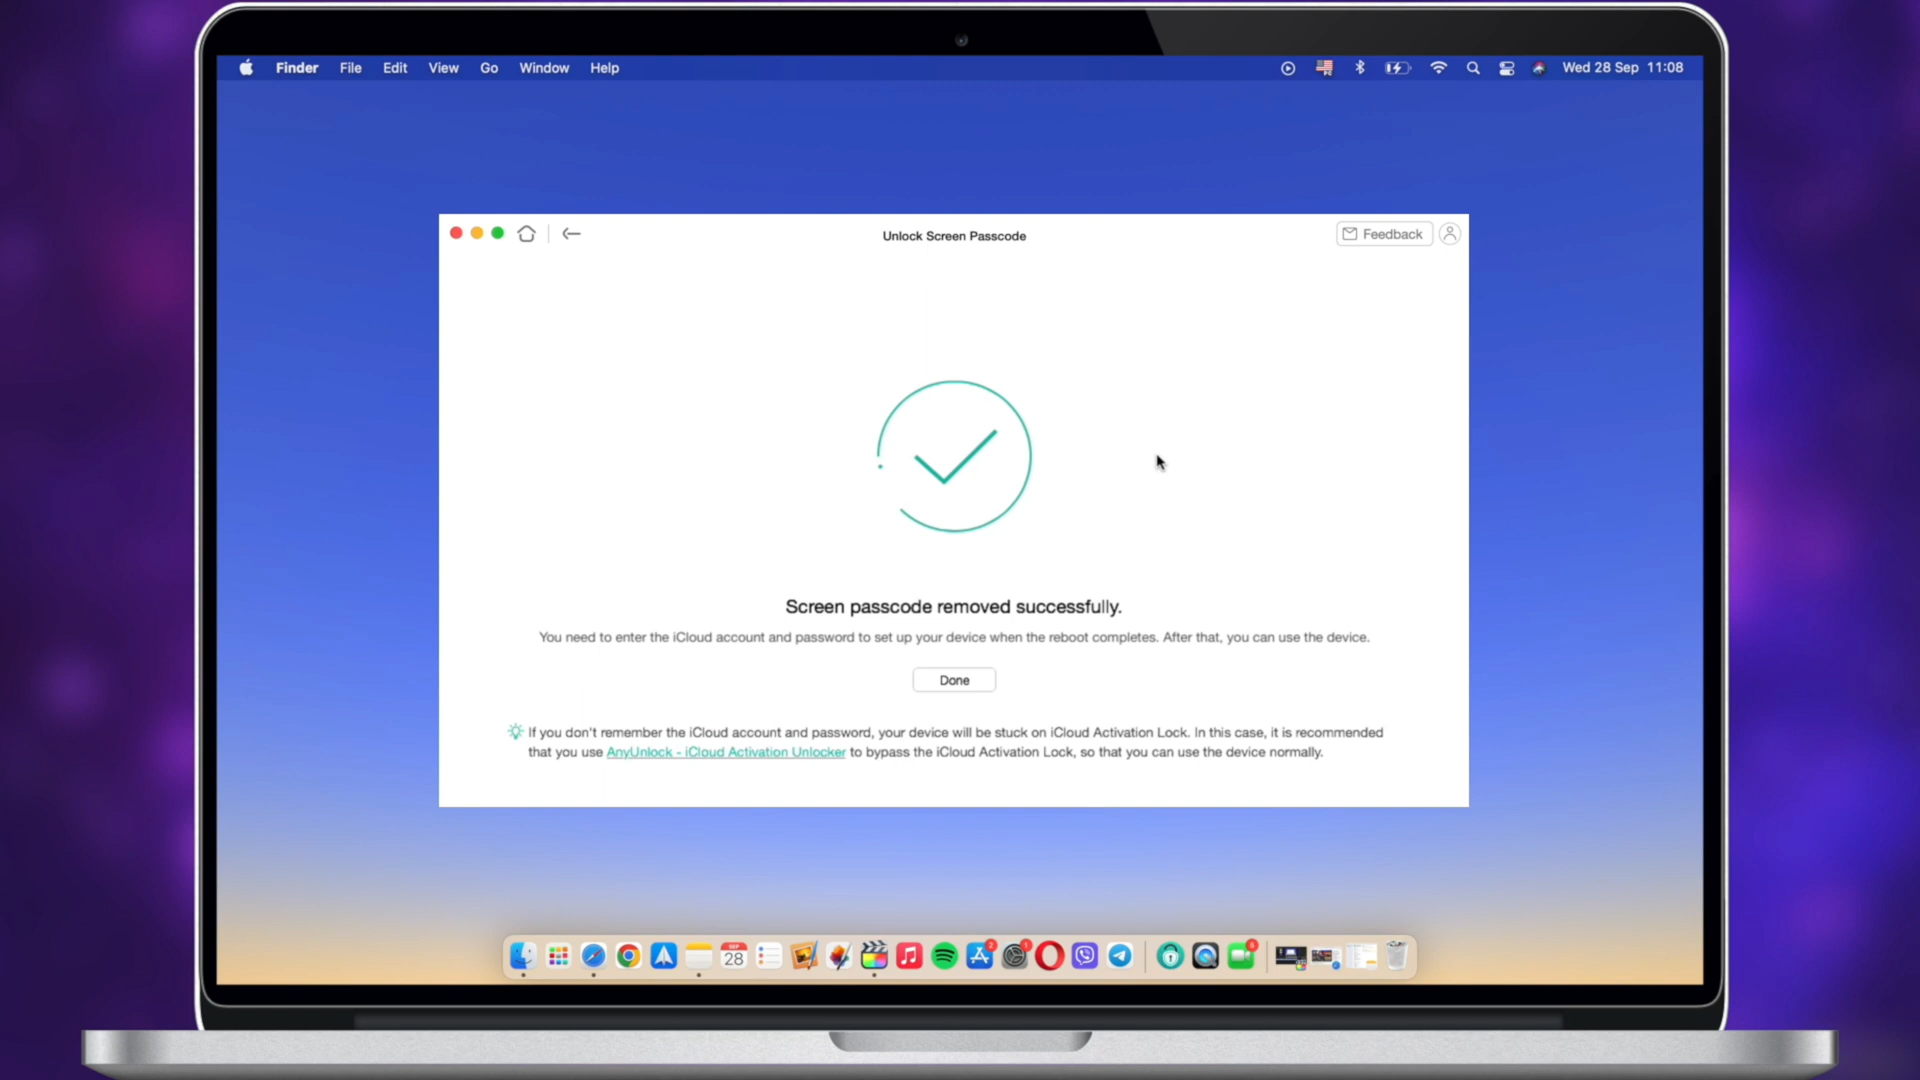 Finder File Edit View Go Window Help Wed 28 Sep 11:08
Unlock Screen Passcode Feedback
Screen passcode removed successfully.
You need to enter the iCloud account and password to set up your device when the reboot completes. After that, you can use the device.
Done
If you don't remember the iCloud account and password, your device will be stuck on iCloud Activation Lock. In this case, it is recommended
that you use AnyUnlock - iCloud Activation Unlocker to bypass the iCloud Activation Lock, so that you can use the device normally.
SEP
28
2
1